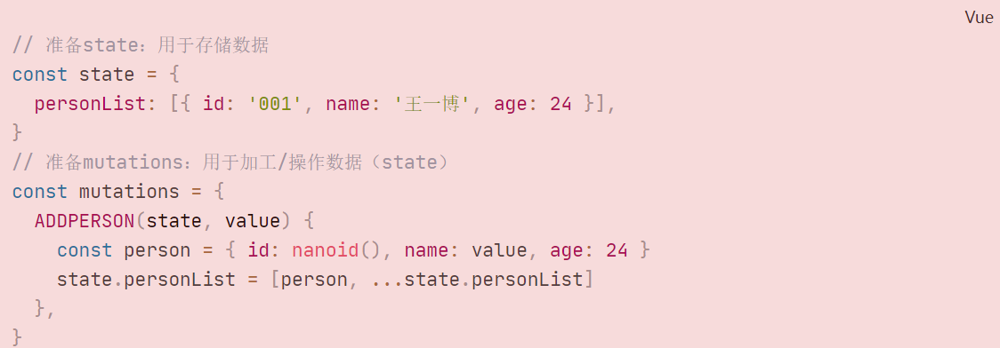 Vue
// 准备state：用于存储数据
const state = {
  personList: [{ id: '001', name: '王一博', age: 24 }],
}
// 准备mutations：用于加工/操作数据（state）
const mutations = {
  ADDPERSON(state, value) {
    const person = { id: nanoid(), name: value, age: 24 }
    state.personList = [person, ...state.personList]
  },
}